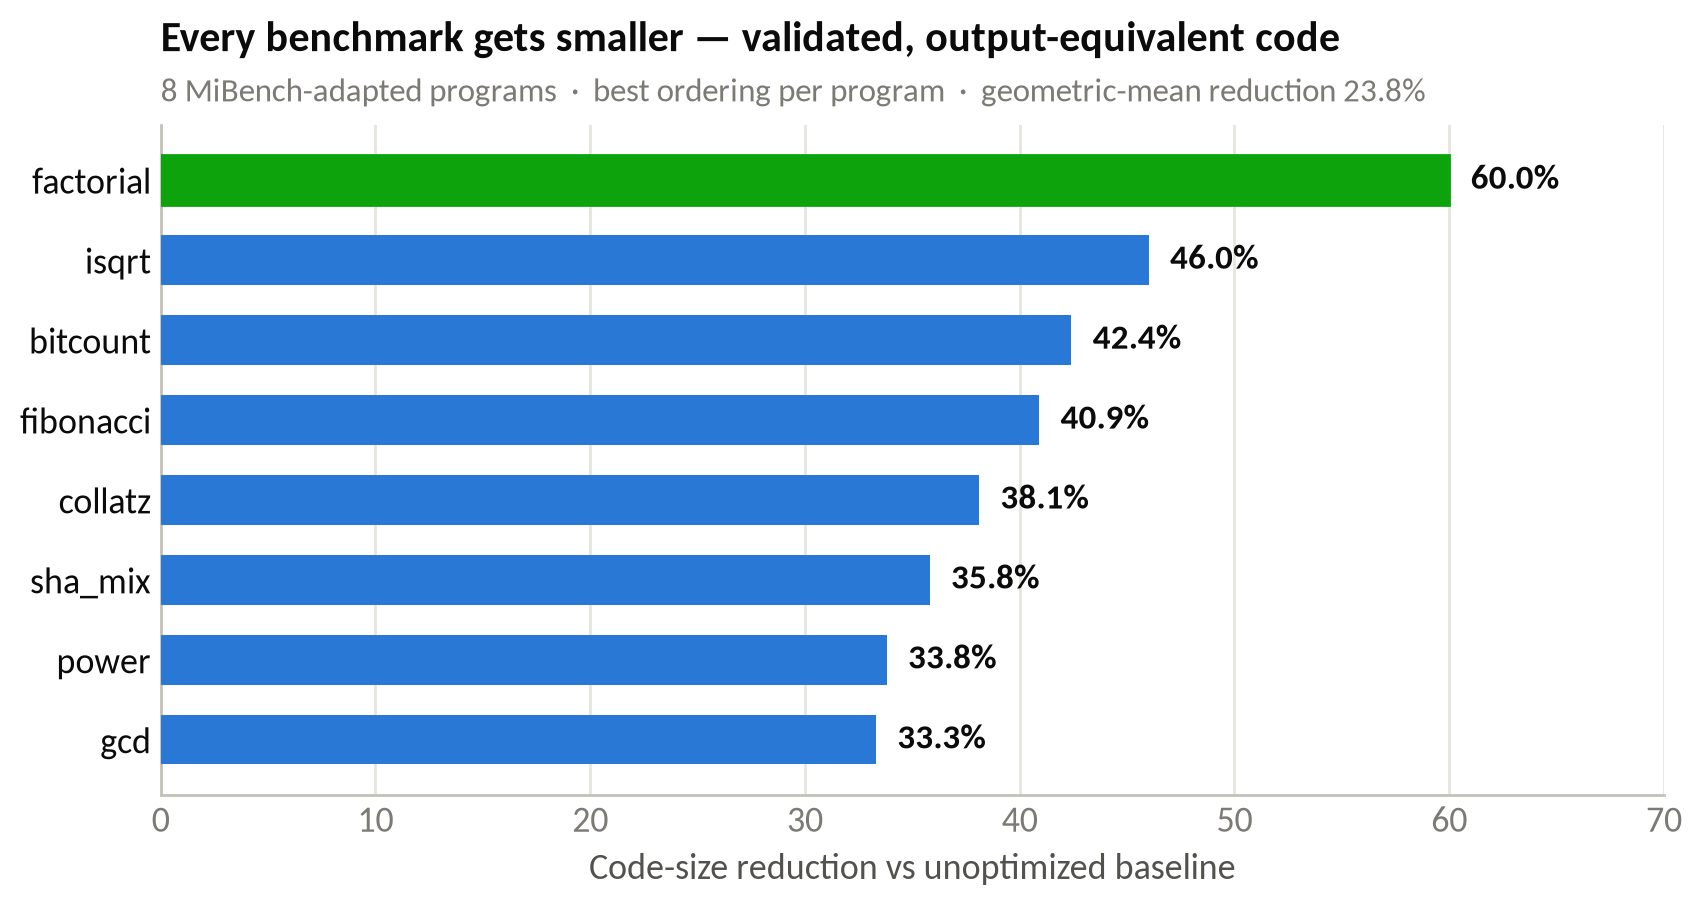 Every benchmark gets smaller — validated, output-equivalent code
8 MiBench-adapted programs · best ordering per program · geometric-mean reduction 23.8%
factorial 60.0%
isqrt 46.0%
bitcount 42.4%
fibonacci 40.9%
collatz 38.1%
sha_mix 35.8%
power 33.8%
gcd 33.3%
0 10 20 30 40 50 60 70
Code-size reduction vs unoptimized baseline